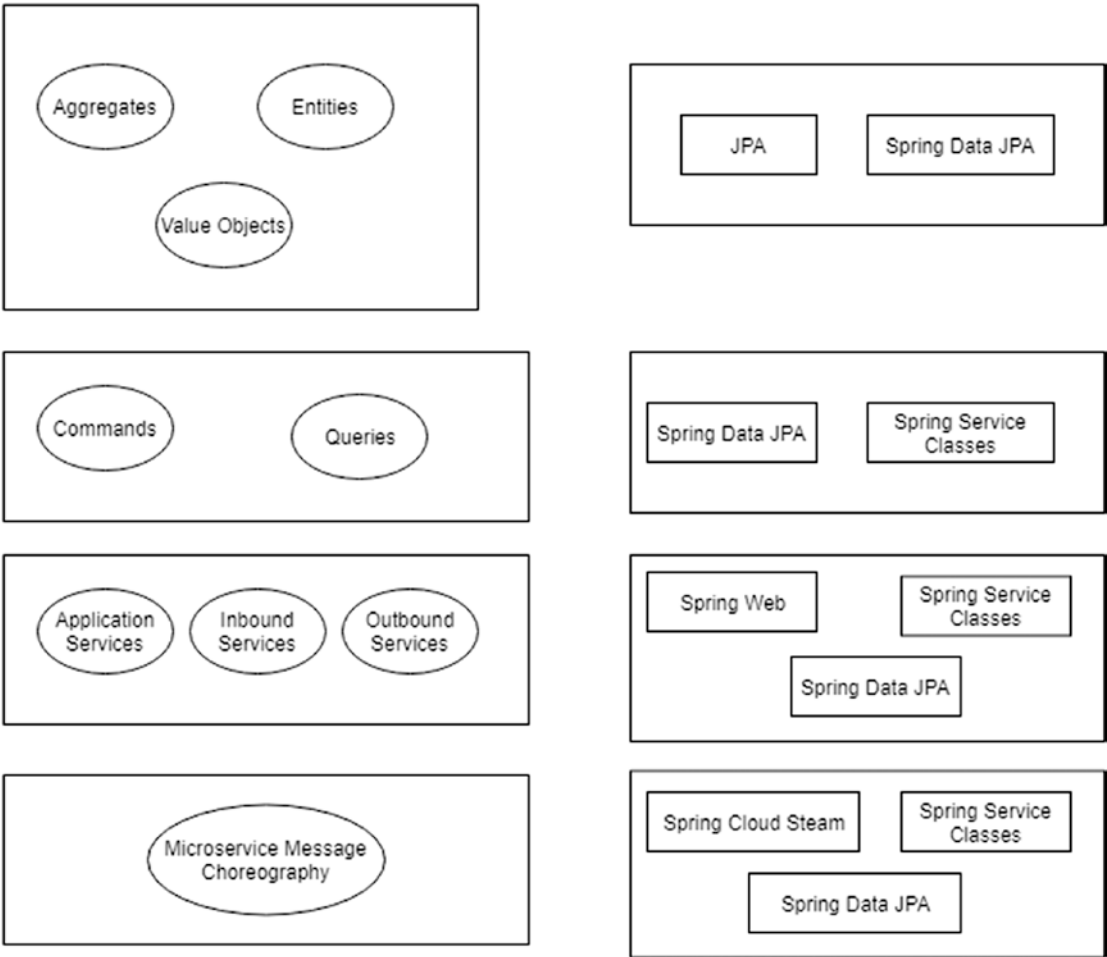 Aggregates
Entities
Value Objects
JPA
Spring Data JPA
Commands
Queries
Spring Data JPA
Spring Service
Classes
Application
Services
Inbound
Services
Outbound
Services
Spring Web
Spring Service
Classes
Spring Data JPA
Microservice Message
Choreography
Spring Cloud Steam
Spring Service
Classes
Spring Data JPA